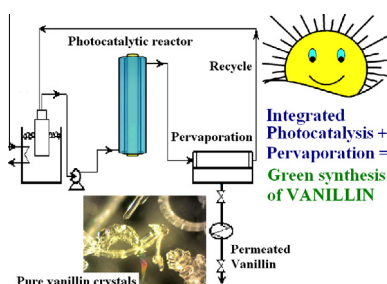 Photocatalytic reactor
Recycle
Pervaporation
Integrated
Photocatalysis +
Pervaporation =
Green synthesis
of VANILLIN
Permeated
Vanillin
Pure vanillin crystals